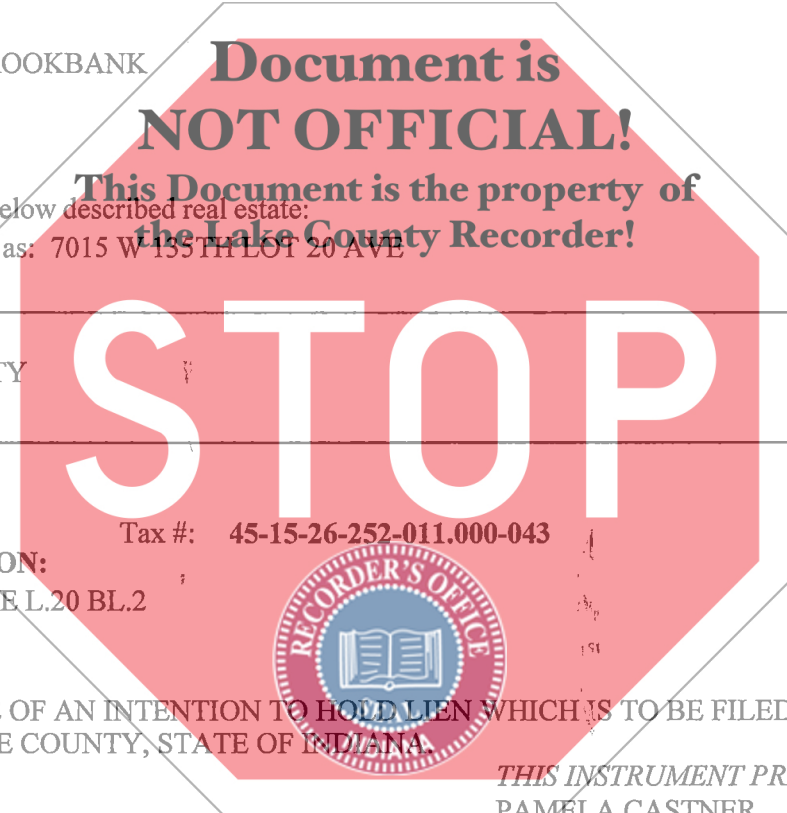 OOKBANK
Document is
NOT OFFICIAL!
This Document is the property of
elow described real estate:
the Lake County Recorder!
as: 7015 W 135TH LOT 20 AVE
TY
STOP
Tax #: 45-15-26-252-011.000-043
ON:
E L.20 BL.2
RECORDER'S OFFICE
SEAL
INDIANA
OF AN INTENTION TO HOLD LIEN WHICH IS TO BE FILED
E COUNTY, STATE OF INDIANA.
THIS INSTRUMENT PR
PAMELA CASTNER